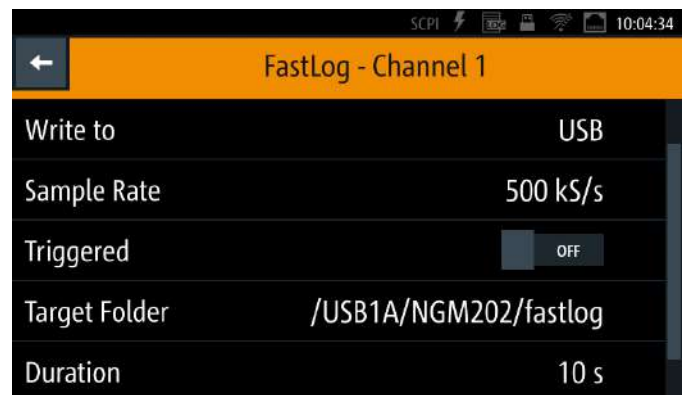 SCPI 10:04:34
FastLog - Channel 1
Write to USB
Sample Rate 500 kS/s
Triggered OFF
Target Folder /USB1A/NGM202/fastlog
Duration 10 s